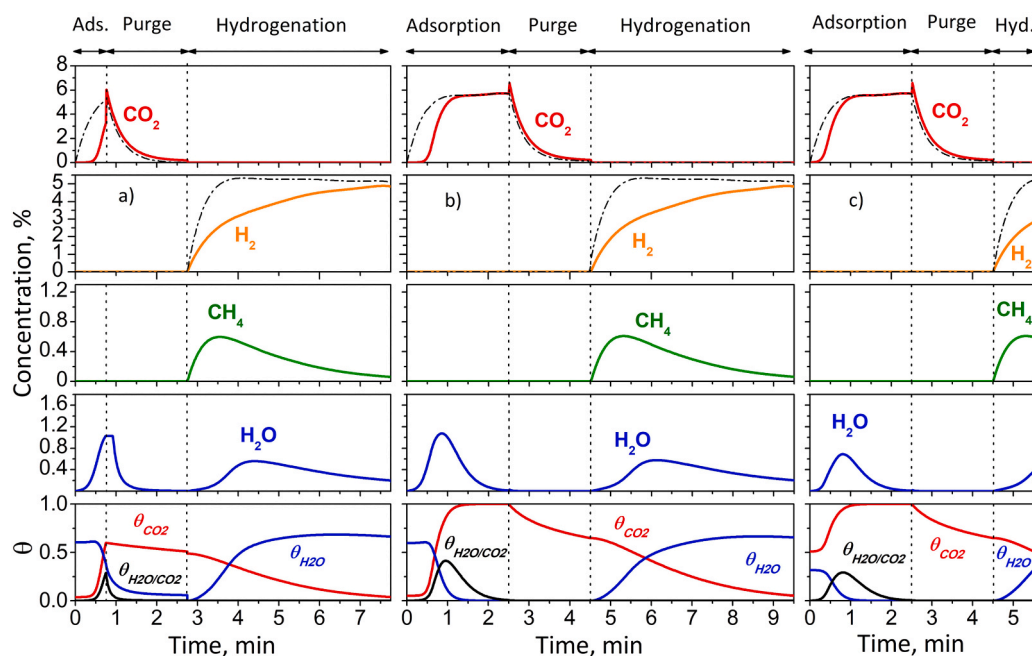 Ads. Purge Hydrogenation Adsorption Purge Hydrogenation Adsorption Purge Hyd.
8
6
4
2
0
CO2 CO2 CO2
5
4
3
2
1
0
a) b) c)
H2 H2 H2
1.2
0.8
0.4
0
CH4 CH4 CH4
1.6
1.2
0.8
0.4
H2O H2O H2O
1.0
0.5
0.0
θCO2 θH2O/CO2 θH2O θH2O/CO2 θCO2 θH2O θH2O/CO2 θCO2 θH2O
0 1 2 3 4 5 6 7 0 1 2 3 4 5 6 7 8 9 0 1 2 3 4 5
Time, min Time, min Time, min
Concentration, %
θ